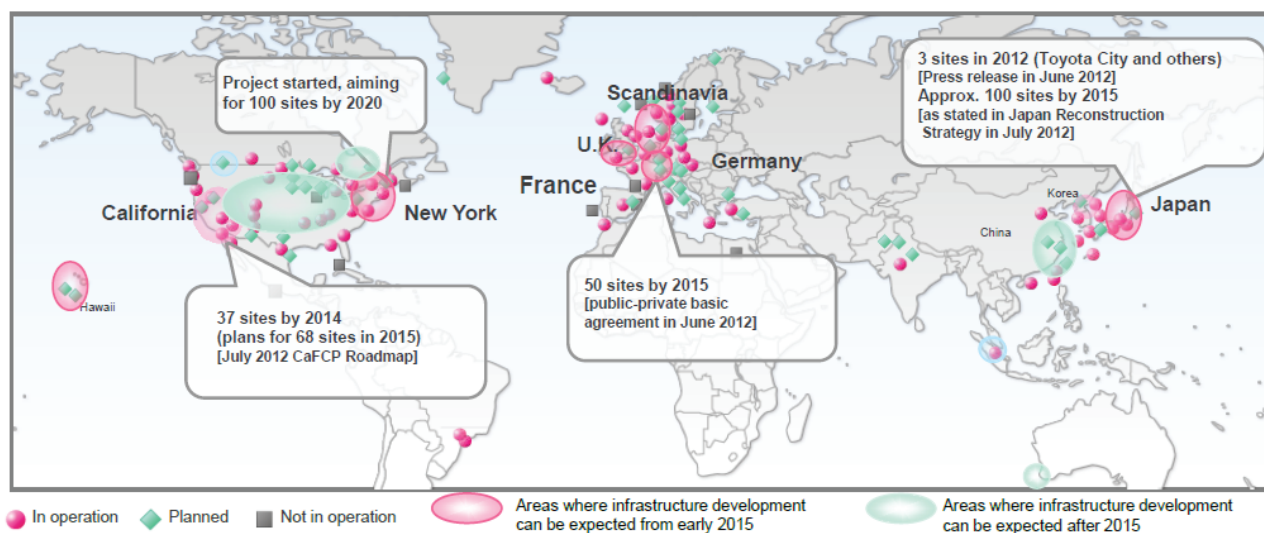 Project started, aiming
for 100 sites by 2020
3 sites in 2012 (Toyota City and others)
[Press release in June 2012]
Approx. 100 sites by 2015
[as stated in Japan Reconstruction
Strategy in July 2012]
Scandinavia
U.K.
Germany
France
California
New York
Korea
Japan
China
Hawaii
50 sites by 2015
[public-private basic
agreement in June 2012]
37 sites by 2014
(plans for 68 sites in 2015)
[July 2012 CaFCP Roadmap]
In operation
Planned
Not in operation
Areas where infrastructure development
can be expected from early 2015
Areas where infrastructure development
can be expected after 2015